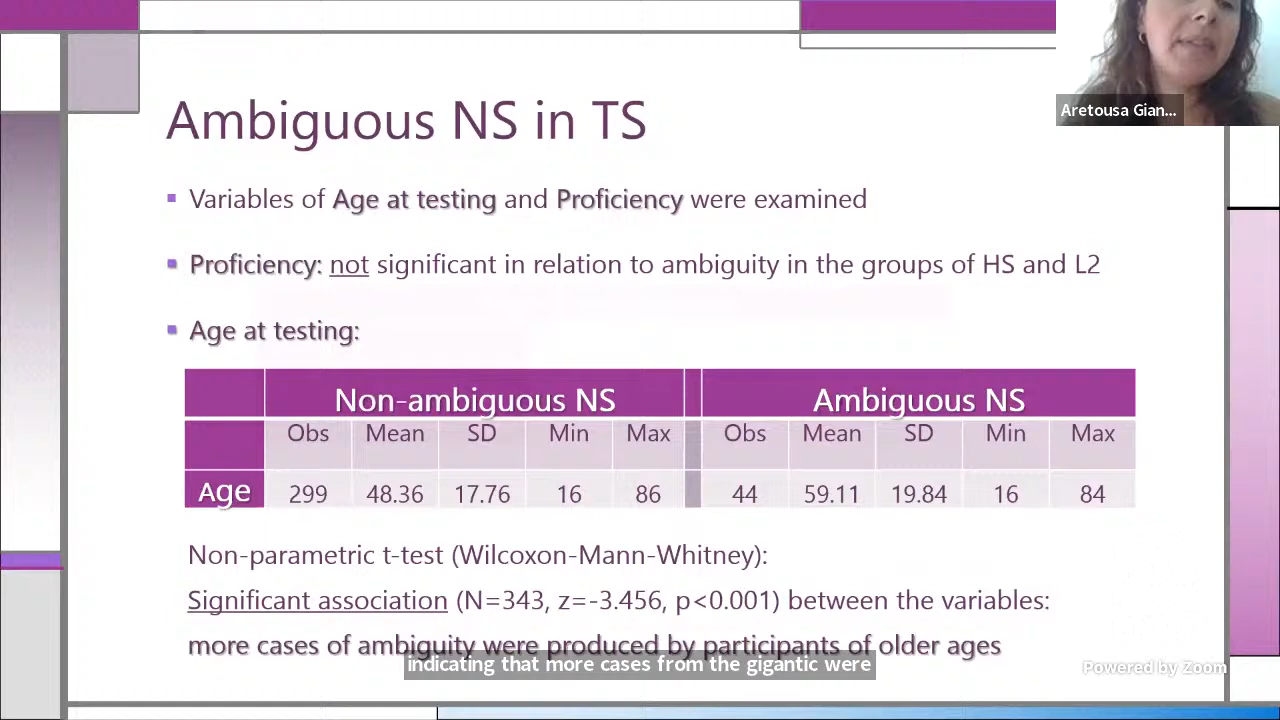 Aretousa Gian...
Ambiguous NS in TS
Variables of Age at testing and Proficiency were examined
Proficiency: not significant in relation to ambiguity in the groups of HS and L2
Age at testing:
Non-ambiguous NS Ambiguous NS
Obs Mean SD Min Max Obs Mean SD Min Max
Age 299 48.36 17.76 16 86 44 59.11 19.84 16 84
Non-parametric t-test (Wilcoxon-Mann-Whitney):
Significant association (N=343, z=-3.456, p<0.001) between the variables:
more cases of ambiguity were produced by participants of older ages
indicating that more cases from the gigantic were
Powered by Zoom